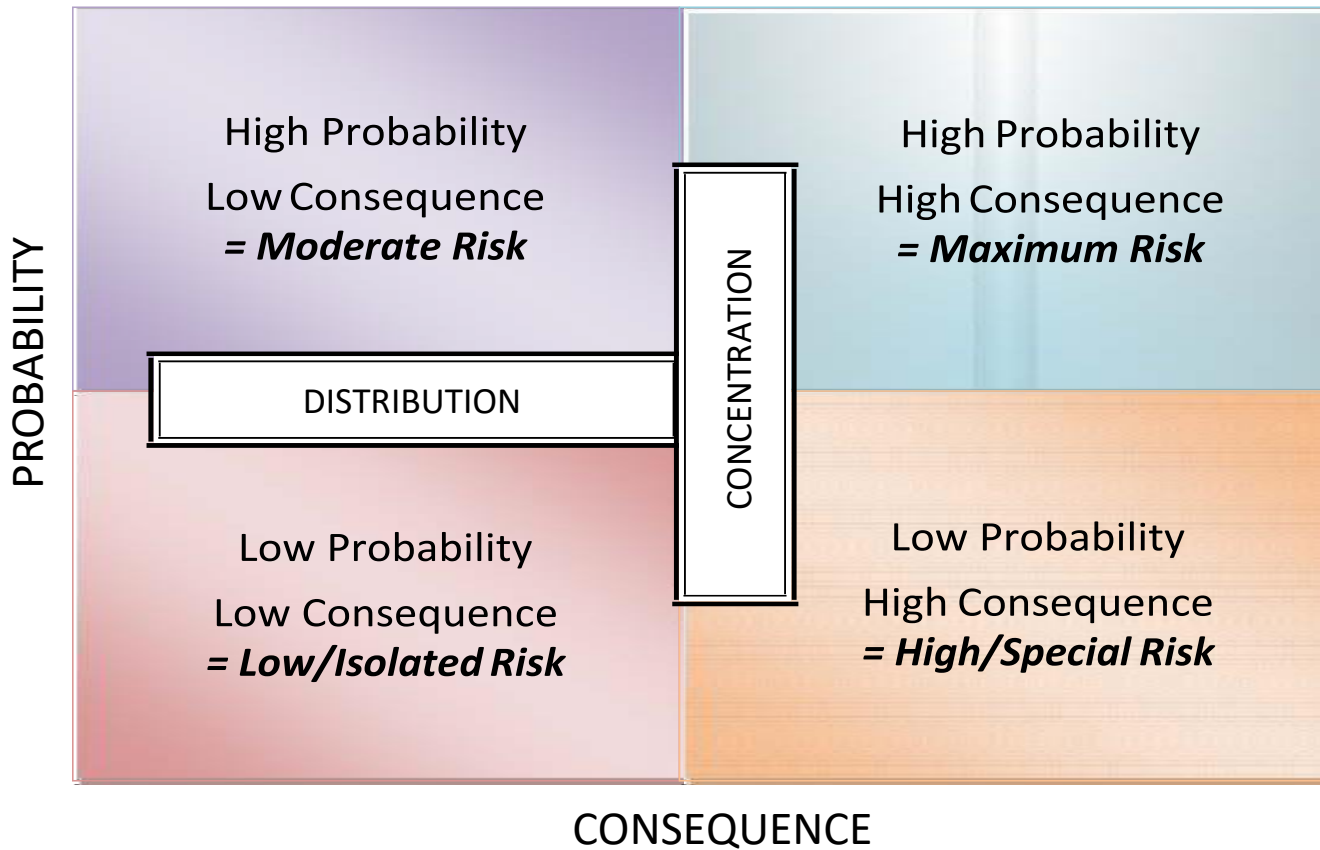 High Probability
Low Consequence
= Moderate Risk
High Probability
High Consequence
= Maximum Risk
PROBABILITY
DISTRIBUTION
CONCENTRATION
Low Probability
Low Consequence
= Low/Isolated Risk
Low Probability
High Consequence
= High/Special Risk
CONSEQUENCE